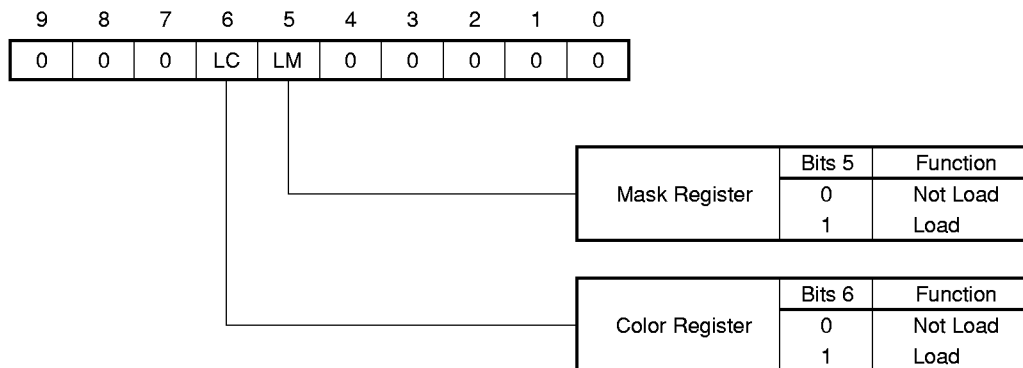 9 8 7 6 5 4 3 2 1 0
0 0 0 LC LM 0 0 0 0 0
Bits 5 Function
Mask Register 0 Not Load
1 Load
Bits 6 Function
Color Register 0 Not Load
1 Load